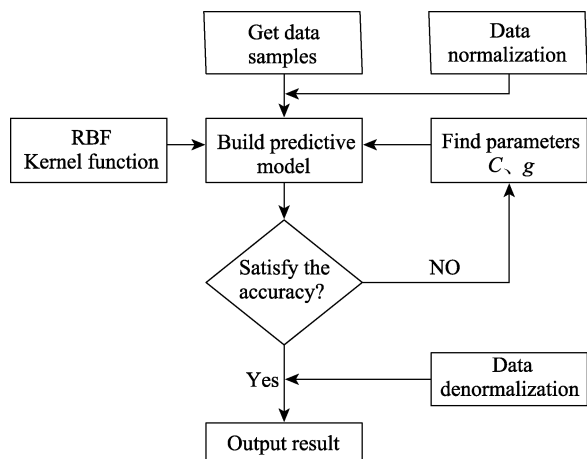 Get data
samples
Data
normalization
RBF
Kernel function
Build predictive
model
Find parameters
C、g
Satisfy the
accuracy?
NO
Yes
Data
denormalization
Output result